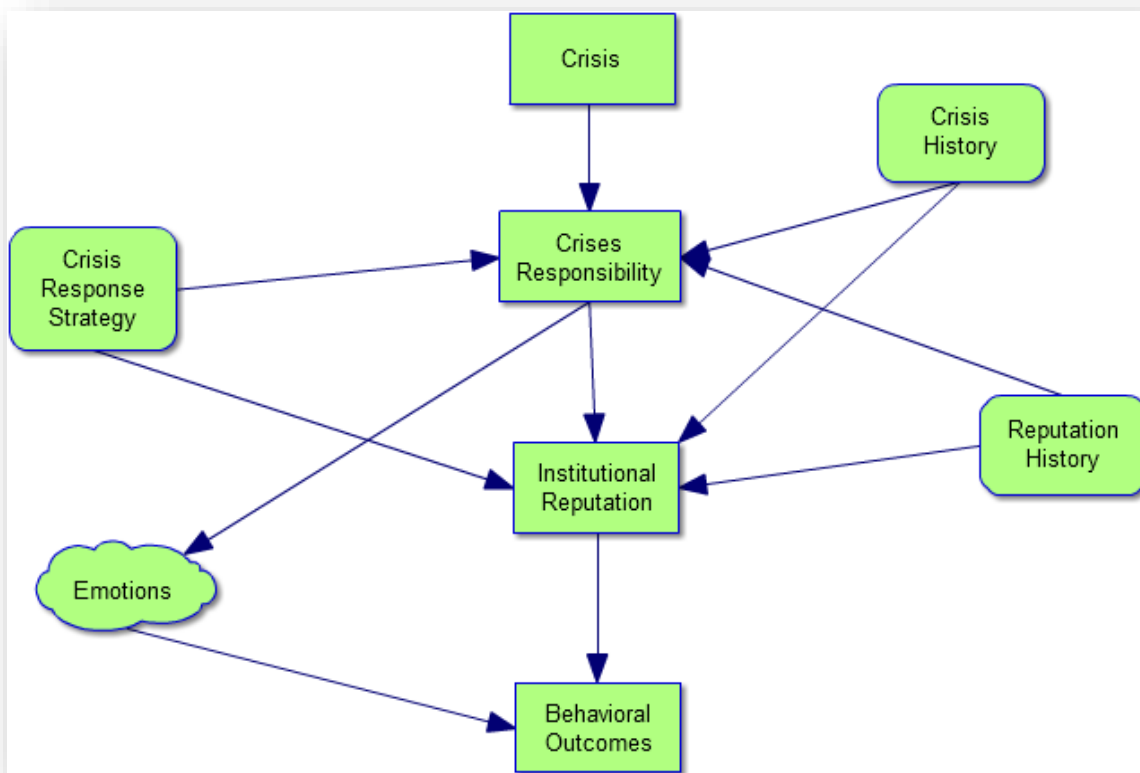 Crisis
Crisis
History
Crises
Responsibility
Crisis
Response
Strategy
Reputation
History
Institutional
Reputation
Emotions
Behavioral
Outcomes